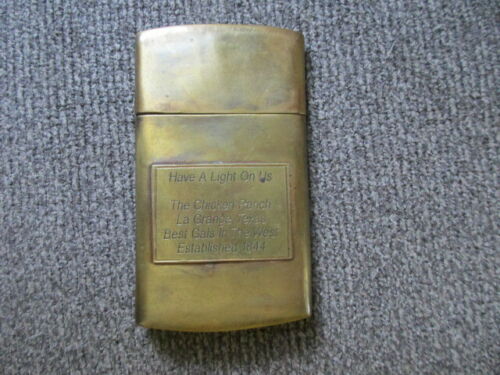 Have A Light On Us
The Chicken Ranch
La Grange Texas
Best Gals In The West
Established 1844